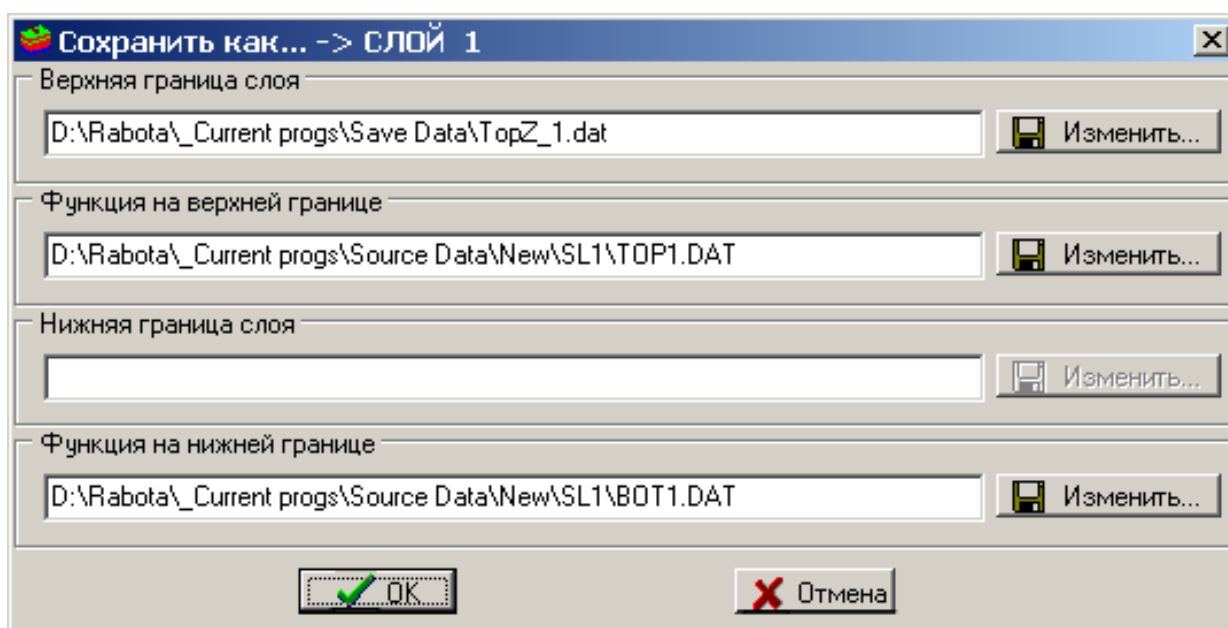 Сохранить как... -> СЛОЙ 1
Верхняя граница слоя
D:\Rabota\_Current progs\Save Data\TopZ_1.dat
Изменить...
Функция на верхней границе
D:\Rabota\_Current progs\Source Data\New\SL1\TOP1.DAT
Изменить...
Нижняя граница слоя
Изменить...
Функция на нижней границе
D:\Rabota\_Current progs\Source Data\New\SL1\BOT1.DAT
Изменить...
OK
Отмена